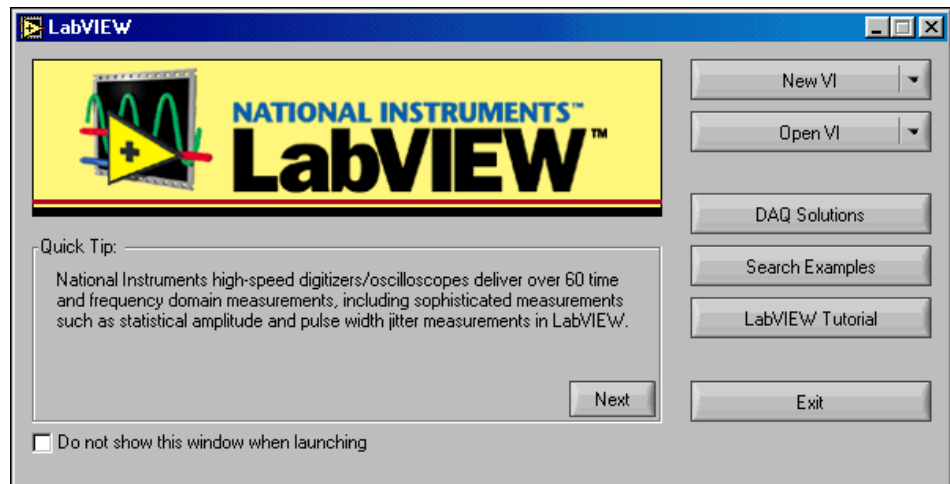 LabVIEW
NATIONAL INSTRUMENTS™
LabVIEW™
New VI
Open VI
DAQ Solutions
Search Examples
LabVIEW Tutorial
Exit
Quick Tip:
National Instruments high-speed digitizers/oscilloscopes deliver over 60 time
and frequency domain measurements, including sophisticated measurements
such as statistical amplitude and pulse width jitter measurements in LabVIEW.
Next
Do not show this window when launching